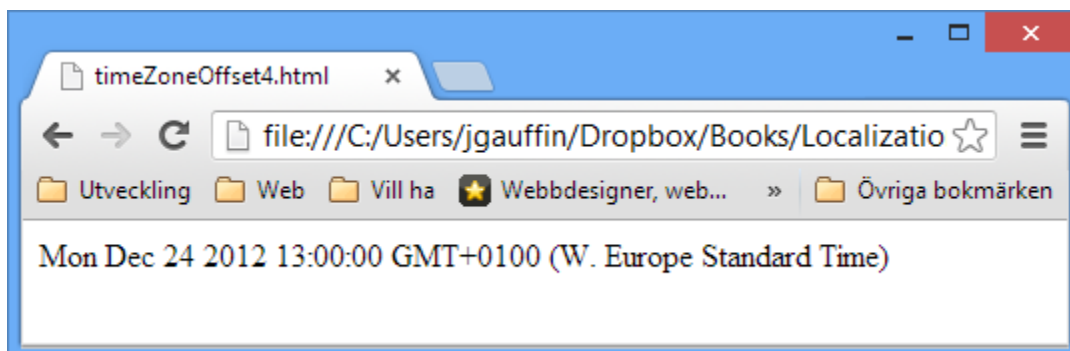 timeZoneOffset4.html
file:///C:/Users/jgauffin/Dropbox/Books/Localizatio
Utveckling Web Vill ha Webbdesigner, web... » Övriga bokmärken
Mon Dec 24 2012 13:00:00 GMT+0100 (W. Europe Standard Time)